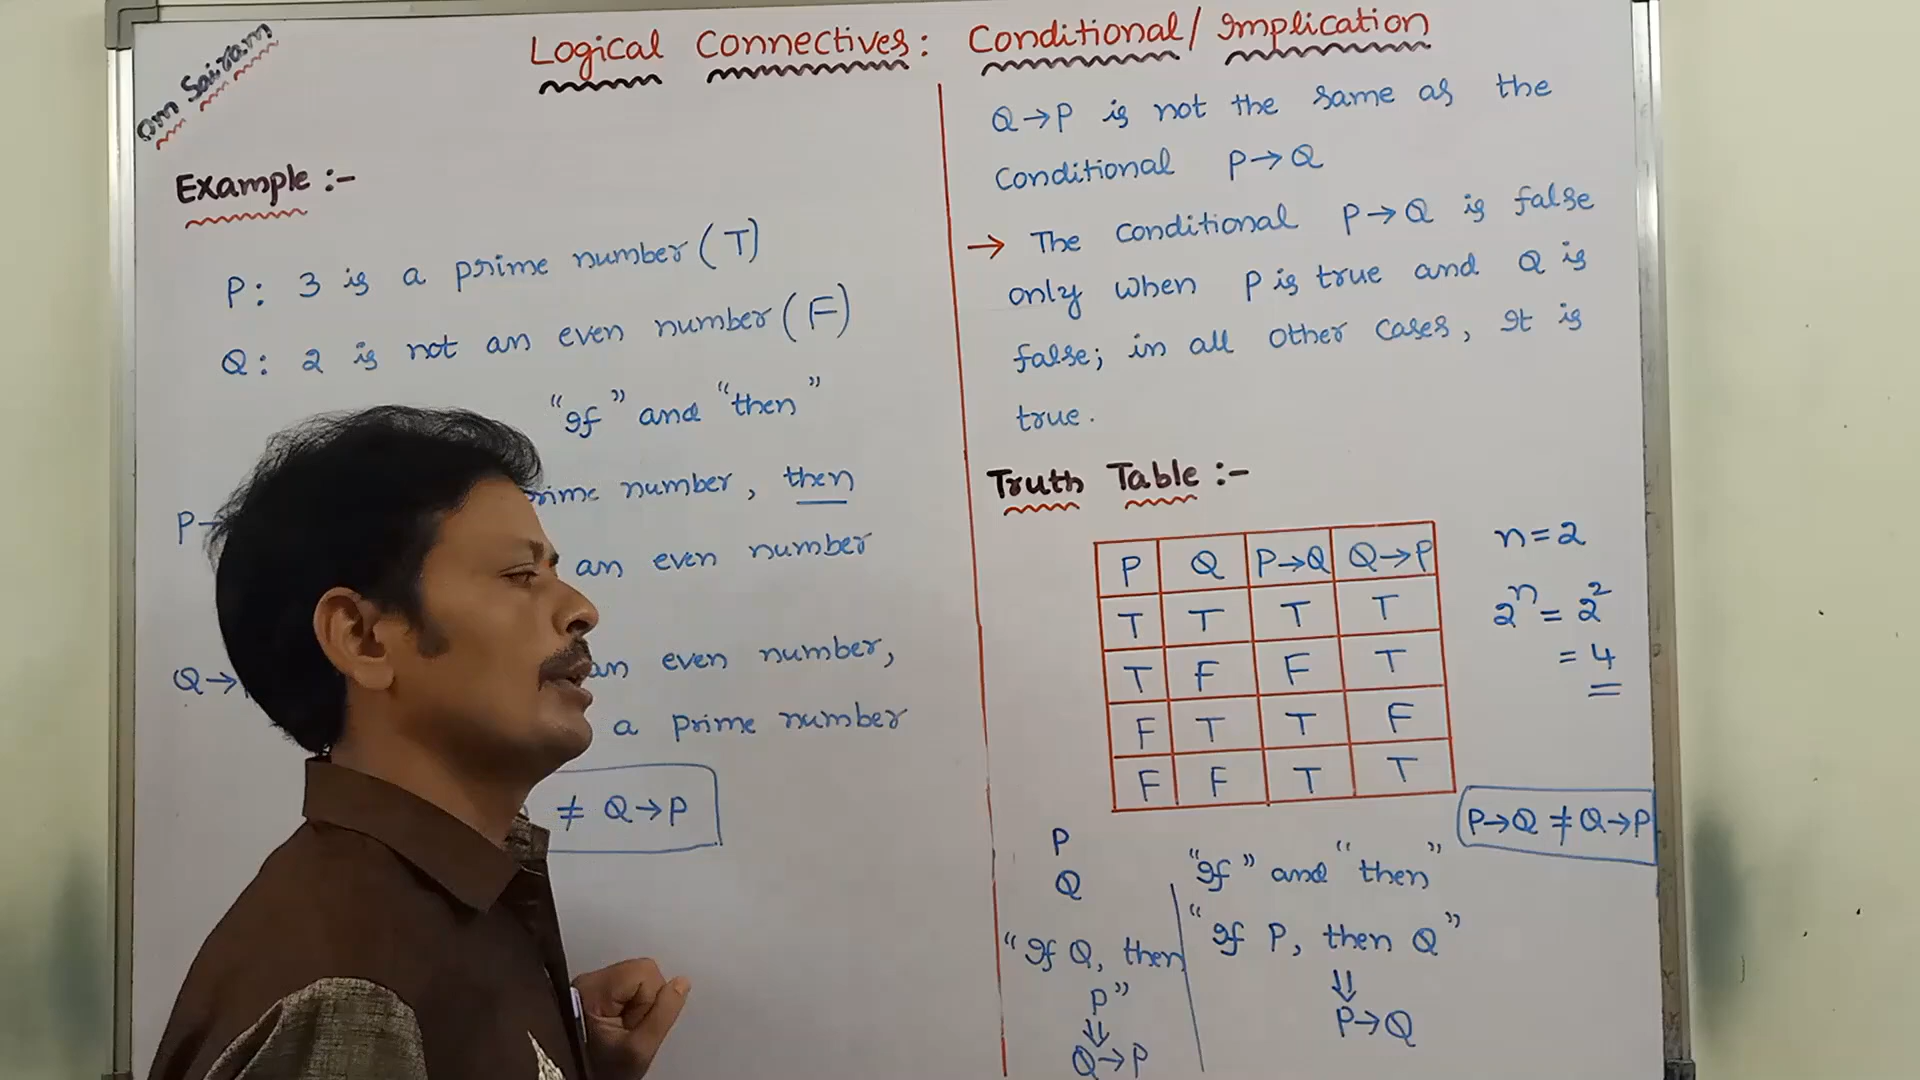 Om Sairam
Logical Connectives: Conditional/ Implication
Example :-
P: 3 is a prime number (T)
Q: 2 is not an even number (F)
"If" and "then"
P→
prime number, then
an even number
Q→
an even number,
a prime number
≠ Q→P
Q→P is not the same as the
Conditional P→Q
→ The Conditional P→Q is false
only when P is true and Q is
false; in all other cases, It is
true.
Truth Table :-
P Q P→Q Q→P
T T T T
T F F T
F T T F
F F T T
n=2
2ⁿ = 2²
= 4
P→Q ≠ Q→P
P
Q
"If Q, then
P"
⇓
Q→P
"If" and "then"
"If P, then Q"
⇓
P→Q